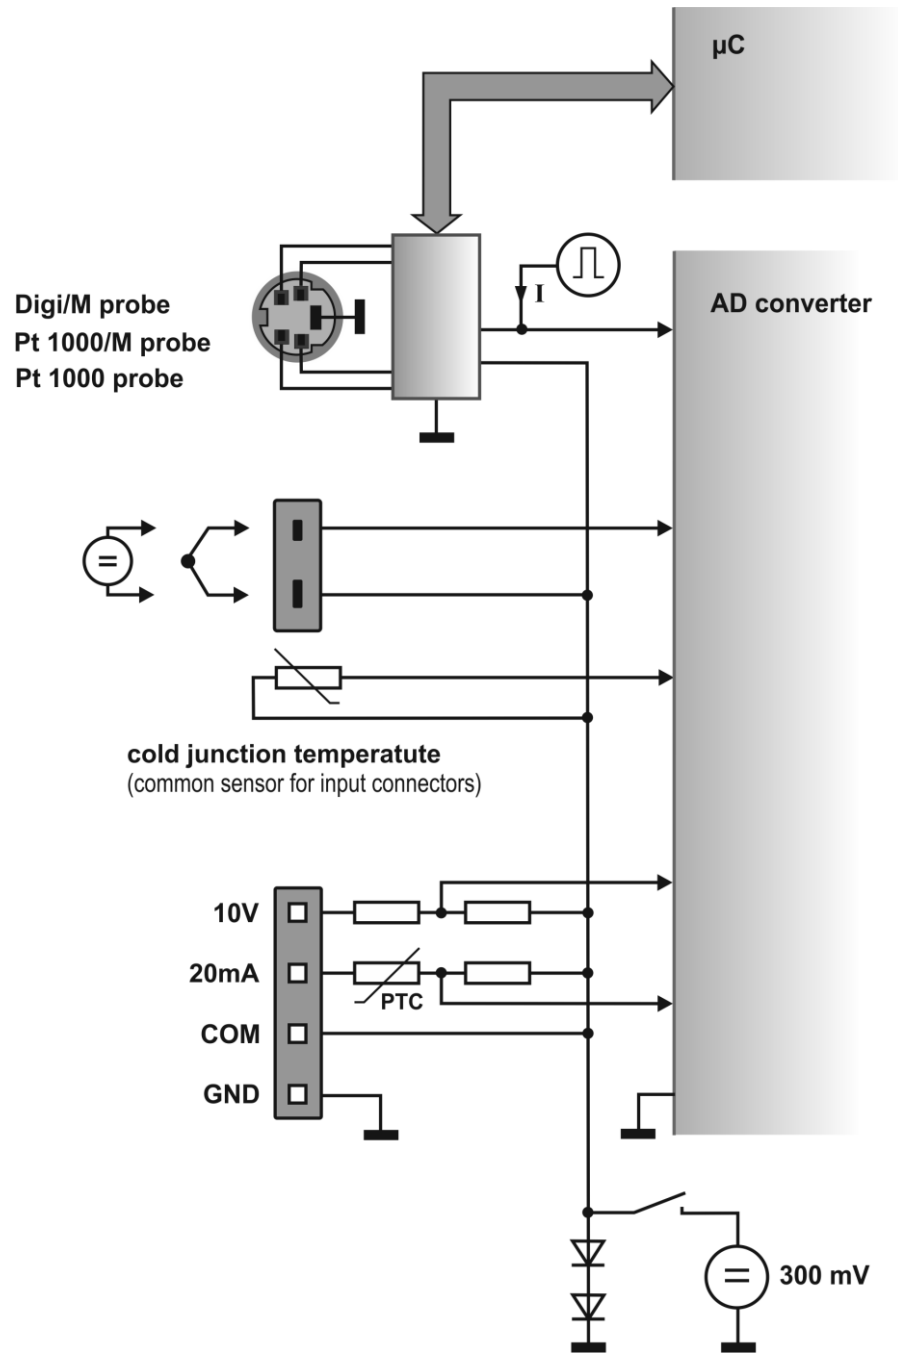 µC
AD converter
I
Digi/M probe
Pt 1000/M probe
Pt 1000 probe
cold junction temperatute
(common sensor for input connectors)
10V
20mA
PTC
COM
GND
300 mV